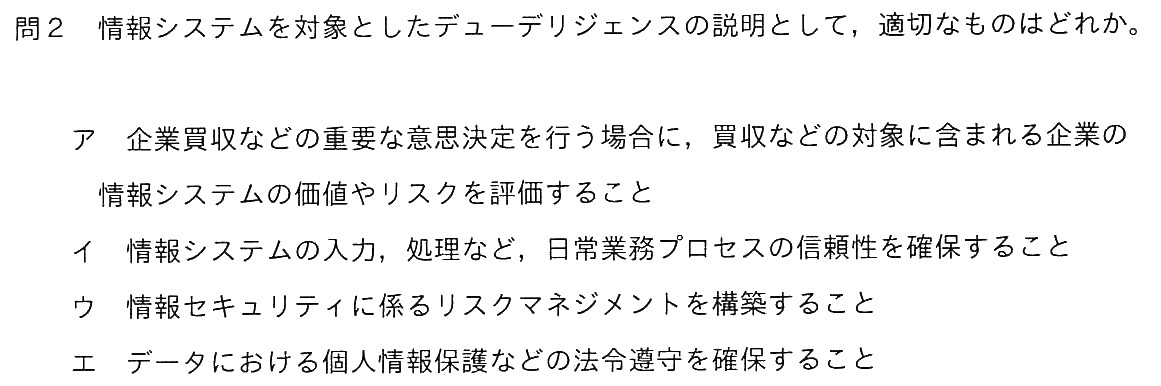 問２　情報システムを対象としたデューデリジェンスの説明として，適切なものはどれか。
ア　企業買収などの重要な意思決定を行う場合に，買収などの対象に含まれる企業の
情報システムの価値やリスクを評価すること
イ　情報システムの入力，処理など，日常業務プロセスの信頼性を確保すること
ウ　情報セキュリティに係るリスクマネジメントを構築すること
エ　データにおける個人情報保護などの法令遵守を確保すること